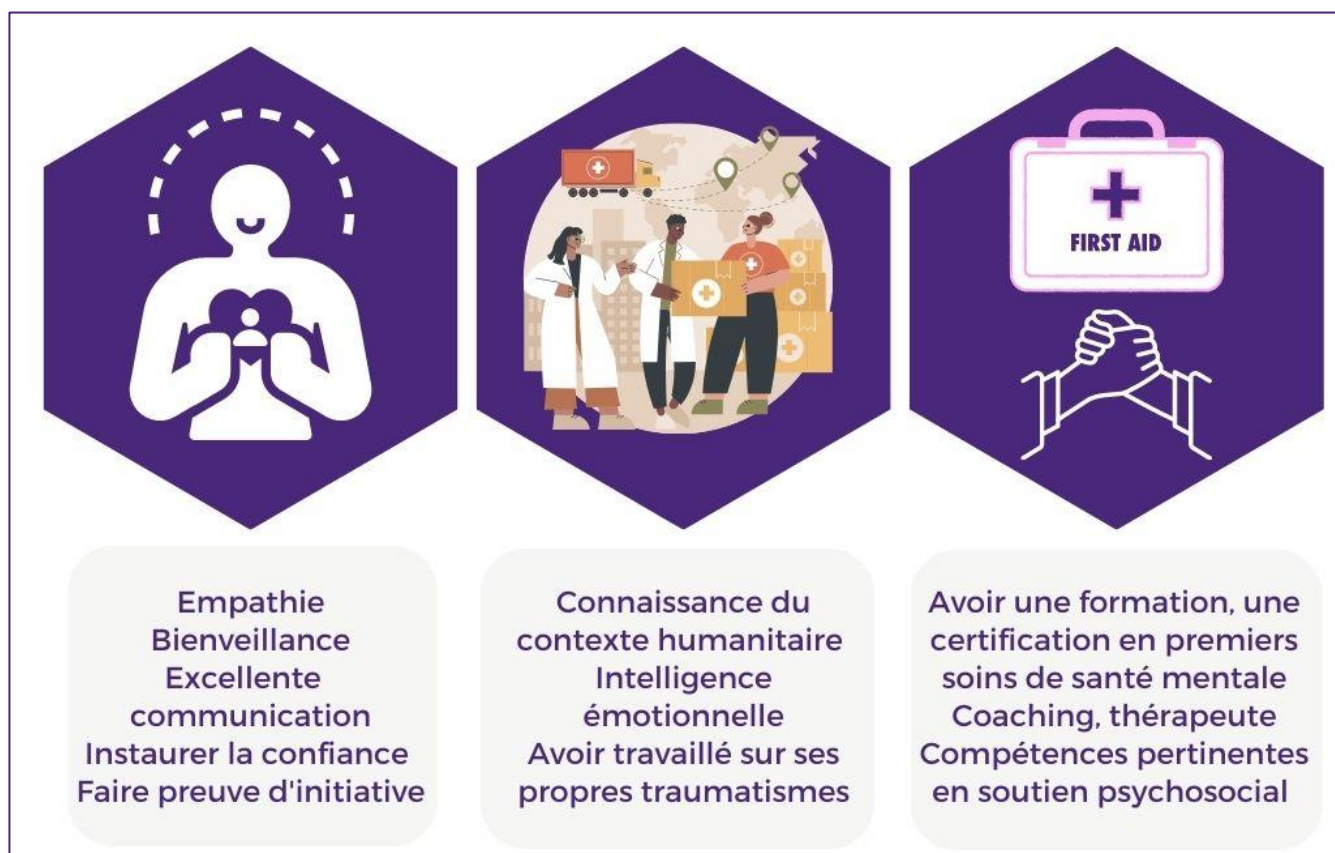 FIRST AID
Empathie
Bienveillance
Excellente
communication
Instaurer la confiance
Faire preuve d'initiative
Connaissance du
contexte humanitaire
Intelligence
émotionnelle
Avoir travaillé sur ses
propres traumatismes
Avoir une formation, une
certification en premiers
soins de santé mentale
Coaching, thérapeute
Compétences pertinentes
en soutien psychosocial